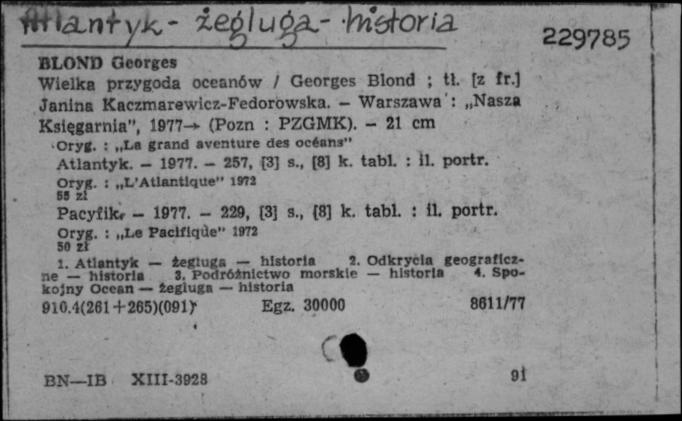 Atlantyk - żegluga - historia
229785
BLOND Georges
Wielka przygoda oceanów / Georges Blond ; tł. [z fr.]
Janina Kaczmarewicz-Fedorowska. — Warszawa : „Nasza
Księgarnia”, 1977→ (Pozn : PZGMK). — 21 cm
Oryg. : „La grand aventure des océans”
Atlantyk. — 1977. — 257, [3] s., [8] k. tabl. : il. portr.
Oryg. : „L'Atlantique” 1972
55 zł
Pacyfik. — 1977. — 229, [3] s., [8] k. tabl. : il. portr.
Oryg. : „Le Pacifique” 1972
50 zł
1. Atlantyk — żegluga — historia 2. Odkrycia geograficz-
ne — historia 3. Podróżnictwo morskie — historia 4. Spo-
kojny Ocean — żegluga — historia
910.4(261+265)(091)
Egz. 30000
8611/77
BN—IB XIII-3928
91